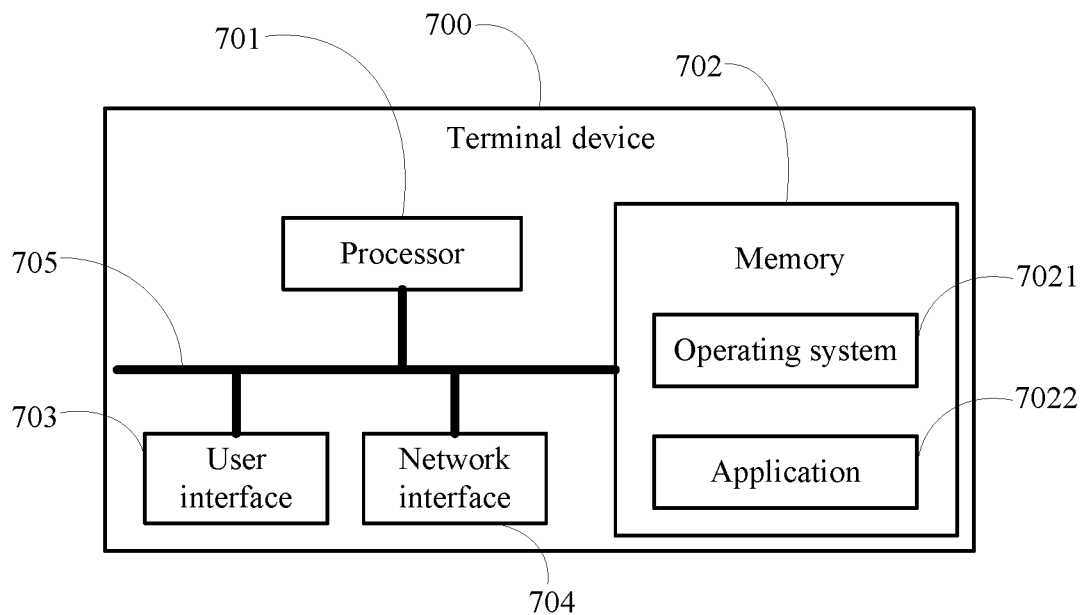 700
701
702
Terminal device
Processor
Memory
705
7021
Operating system
703
7022
User
interface
Network
interface
Application
704